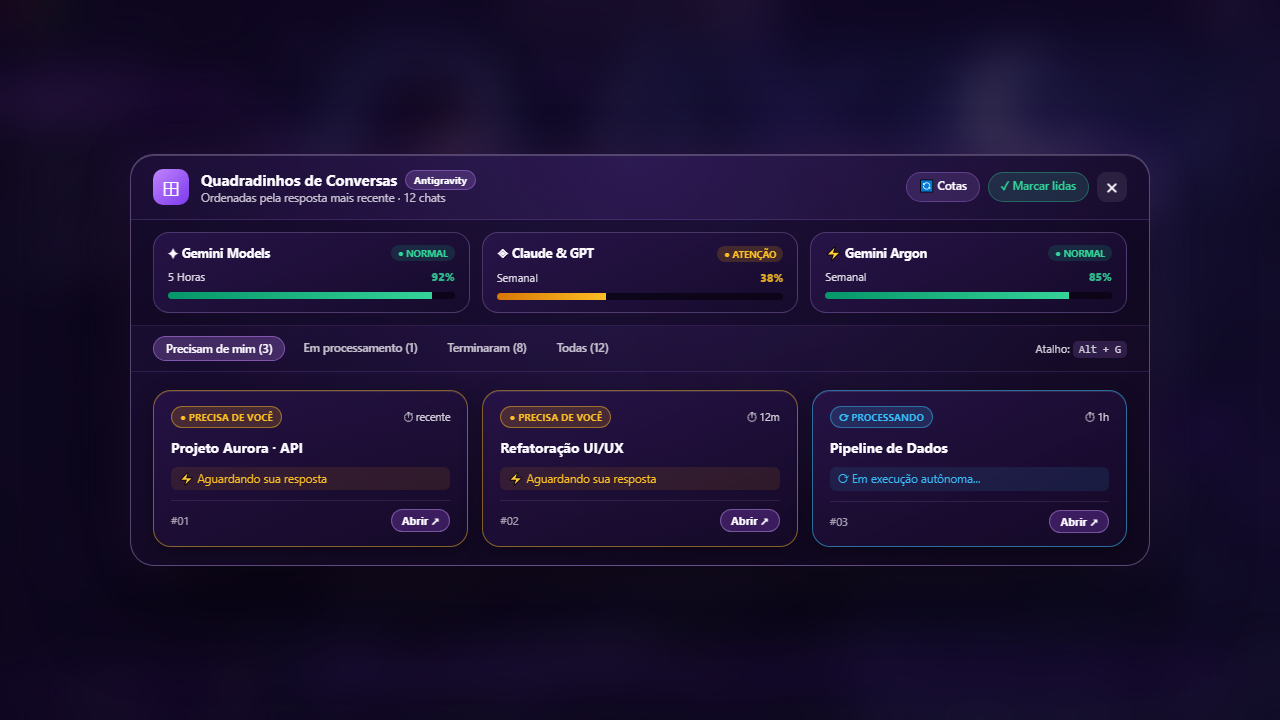 Quadradinhos de Conversas Antigravity
Ordenadas pela resposta mais recente · 12 chats
Cotas
✓ Marcar lidas
✕
✦ Gemini Models
● NORMAL
5 Horas
92%
❖ Claude & GPT
● ATENÇÃO
Semanal
38%
⚡ Gemini Argon
● NORMAL
Semanal
85%
Precisam de mim (3)
Em processamento (1)
Terminaram (8)
Todas (12)
Atalho: Alt + G
● PRECISA DE VOCÊ
⏱ recente
Projeto Aurora · API
⚡ Aguardando sua resposta
#01
Abrir ↗
● PRECISA DE VOCÊ
⏱ 12m
Refatoração UI/UX
⚡ Aguardando sua resposta
#02
Abrir ↗
⟳ PROCESSANDO
⏱ 1h
Pipeline de Dados
⟳ Em execução autônoma...
#03
Abrir ↗